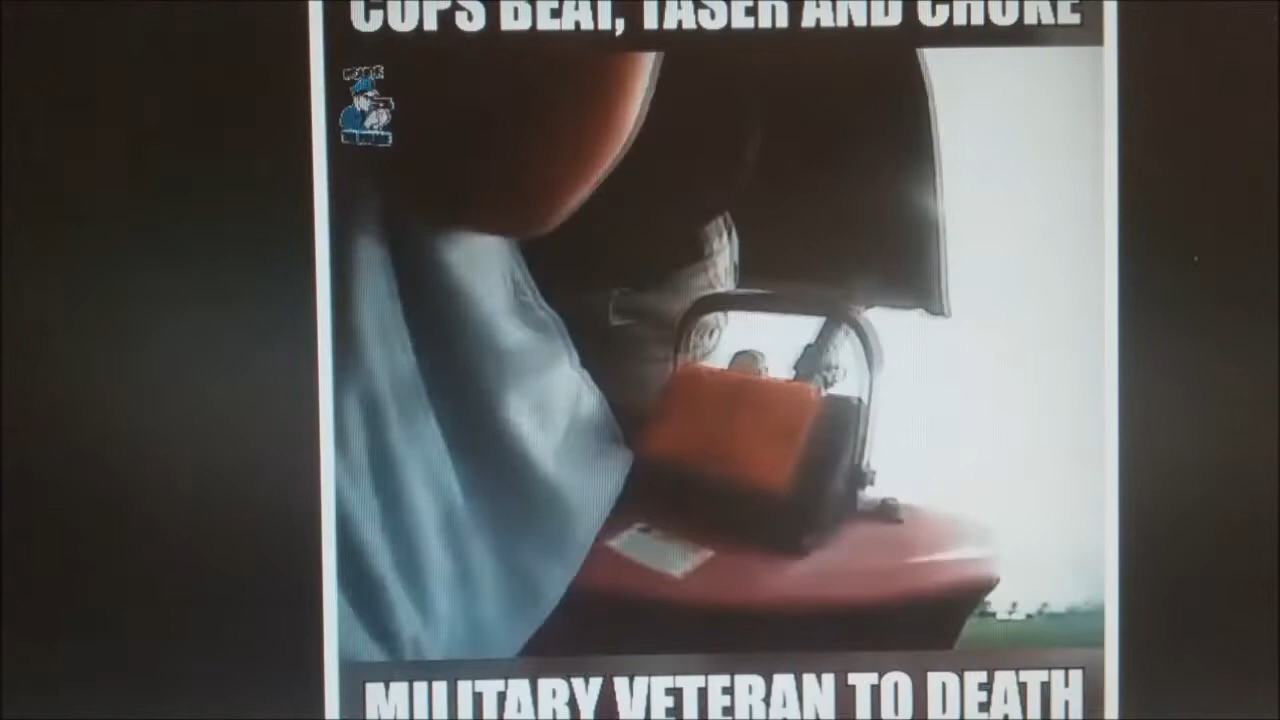 COPS BEAT, TASER AND CHOKE
MILITARY VETERAN TO DEATH